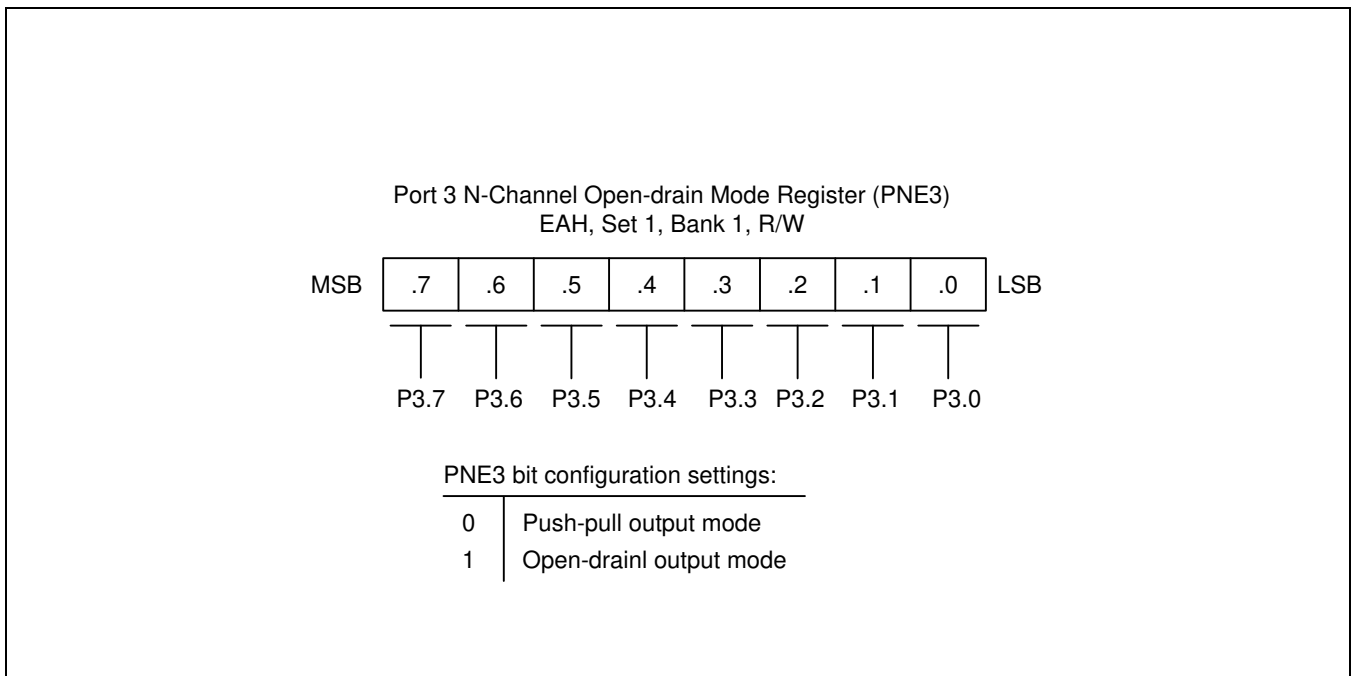 Port 3 N-Channel Open-drain Mode Register (PNE3)
EAH, Set 1, Bank 1, R/W
MSB .7 .6 .5 .4 .3 .2 .1 .0 LSB
P3.7 P3.6 P3.5 P3.4 P3.3 P3.2 P3.1 P3.0
PNE3 bit configuration settings:
0 Push-pull output mode
1 Open-drainl output mode